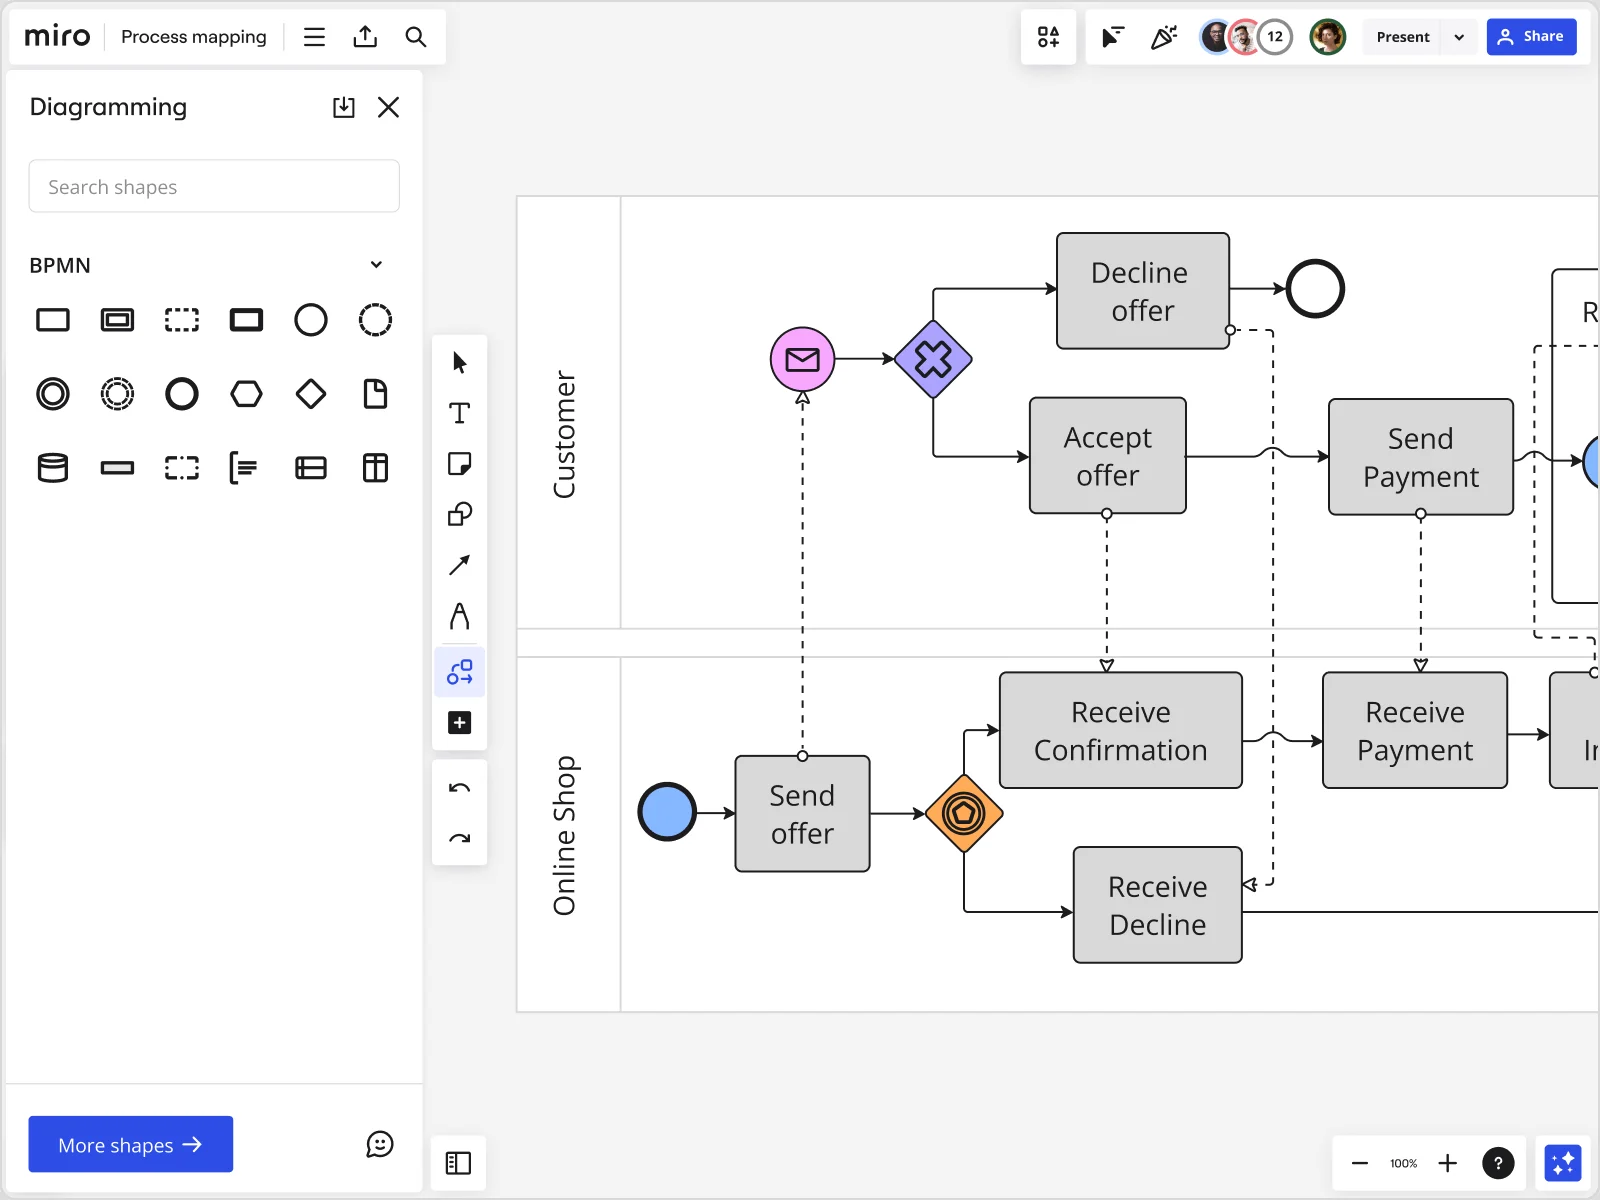 miro
Process mapping
12
Present
Share
Diagramming
Search shapes
BPMN
More shapes
Customer
Decline
offer
Accept
offer
Send
Payment
R
Online Shop
Send
offer
Receive
Confirmation
Receive
Payment
Receive
Decline
100%
?